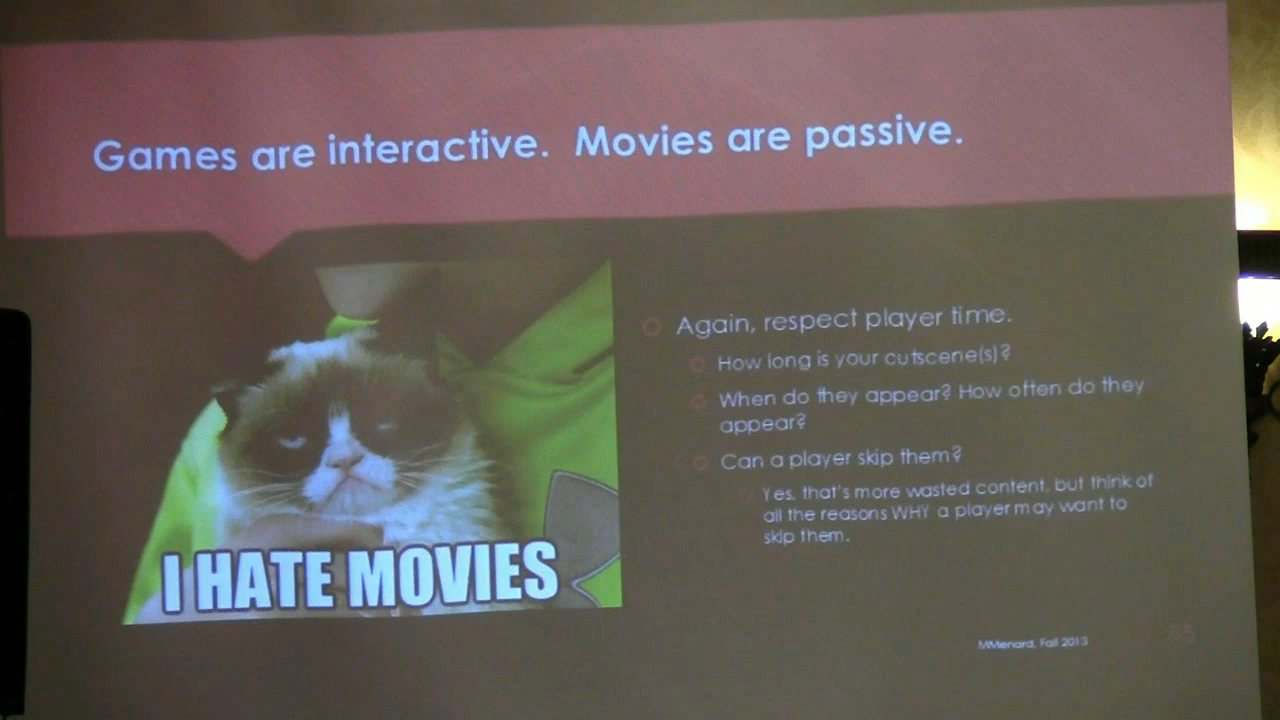 Games are interactive.  Movies are passive.
I HATE MOVIES
Again, respect player time.
How long is your cutscene(s)?
When do they appear? How often do they
appear?
Can a player skip them?
Yes, that's more wasted content, but think of
all the reasons WHY a player may want to
skip them.
MMenard, Fall 2013